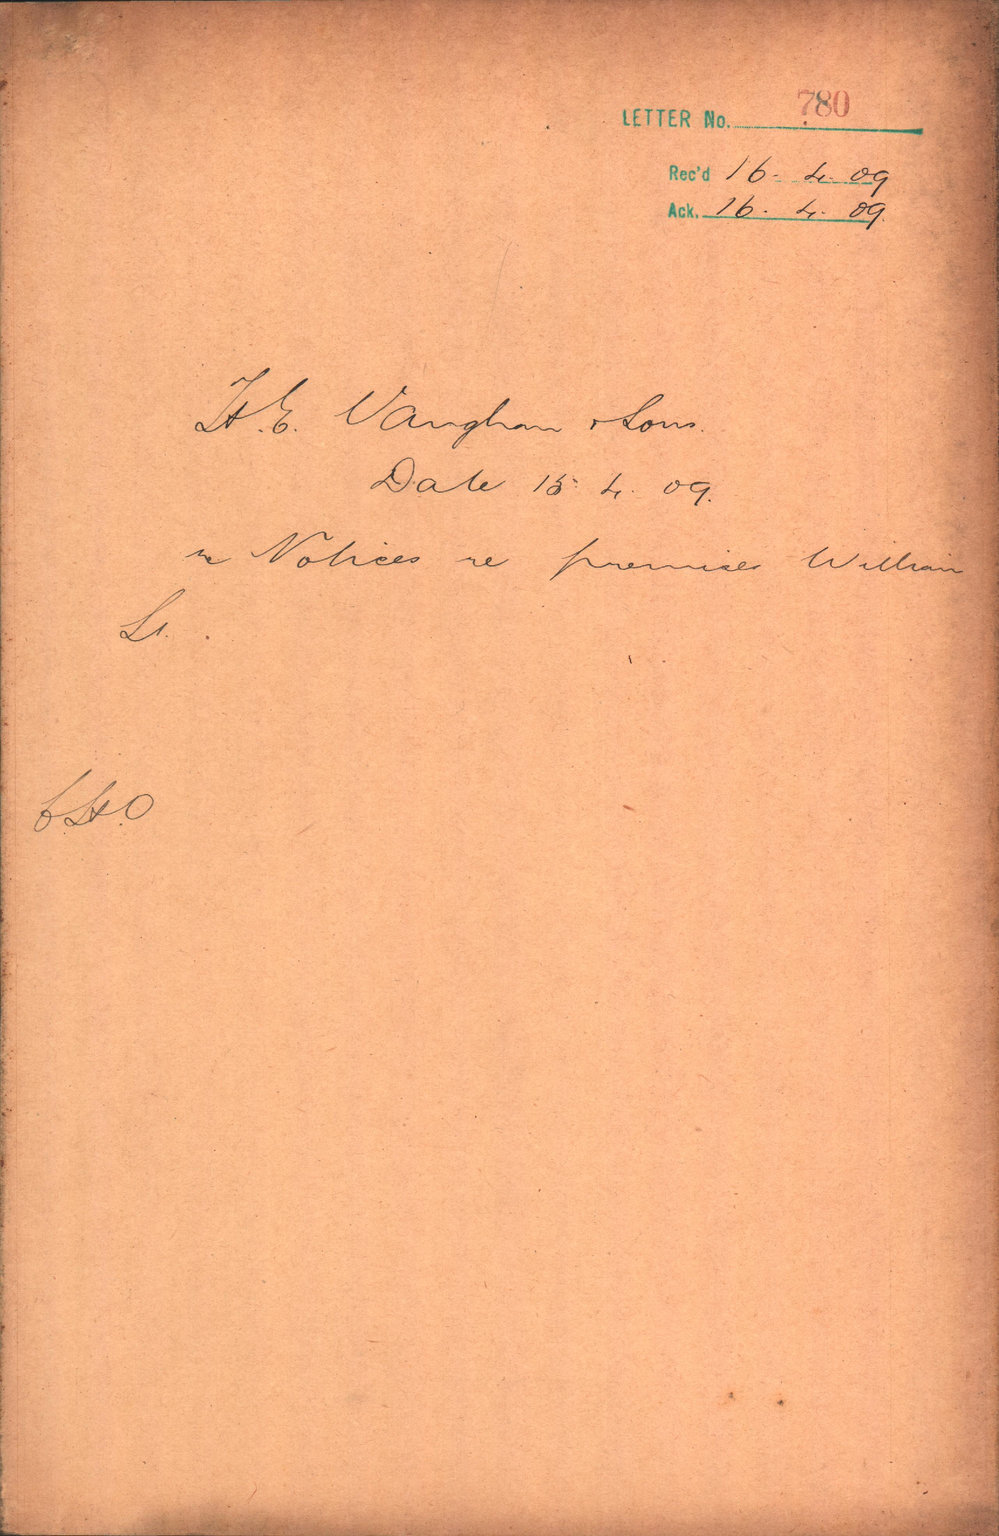 LETTER No. 780
Rec'd 16. 4. 09
Ack. 16. 4. 09.
H.E. Vaughan & Sons.
Date 15. 4. 09.
re Notices re premises William
St.
C.H.O